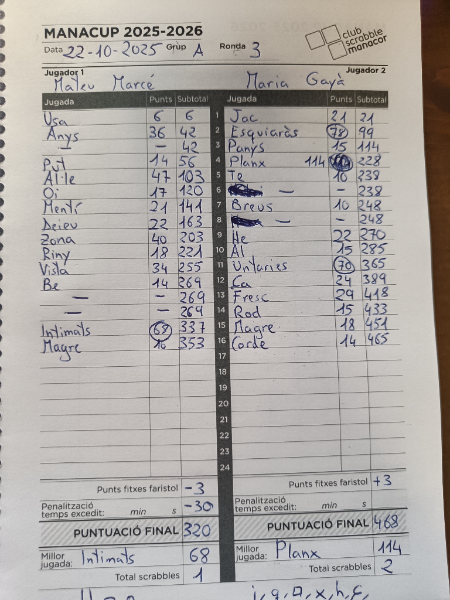 MANACUP 2025-2026
club scrabble manacor
Data 22-10-2025 Grup A Ronda 3
Jugador 1 Jugador 2
Mateu Marcé Maria Gayà
Jugada Punts Subtotal Jugada Punts Subtotal
Usa 6 6 1 Joc 21 21
Anys 36 42 2 Esquiaràs 78 99
— – 42 3 Panys 15 114
Put 14 56 4 Planx 114 228
Al·le 47 103 5 Te 10 238
Oi 17 120 6 — – 238
Mentí 21 141 7 Breus 10 248
Deieu 22 163 8 — – 248
Zona 40 203 9 He 22 270
Riny 18 221 10 Al 15 285
Vista 34 255 11 Untaries 70 365
Be 14 269 12 Ca 24 389
— – 269 13 Fresc 29 418
— – 269 14 Rod 15 433
Intimats 68 337 15 Magre 18 451
Magre 16 353 16 Corde 14 465
17
18
19
20
21
22
23
24
Punts fitxes faristol -3 Punts fitxes faristol +3
Penalització temps excedit: min s -30 Penalització temps excedit: min s
PUNTUACIÓ FINAL 320 PUNTUACIÓ FINAL 468
Millor jugada: Intimats 68 Millor jugada: Planx 114
Total scrabbles 1 Total scrabbles 2